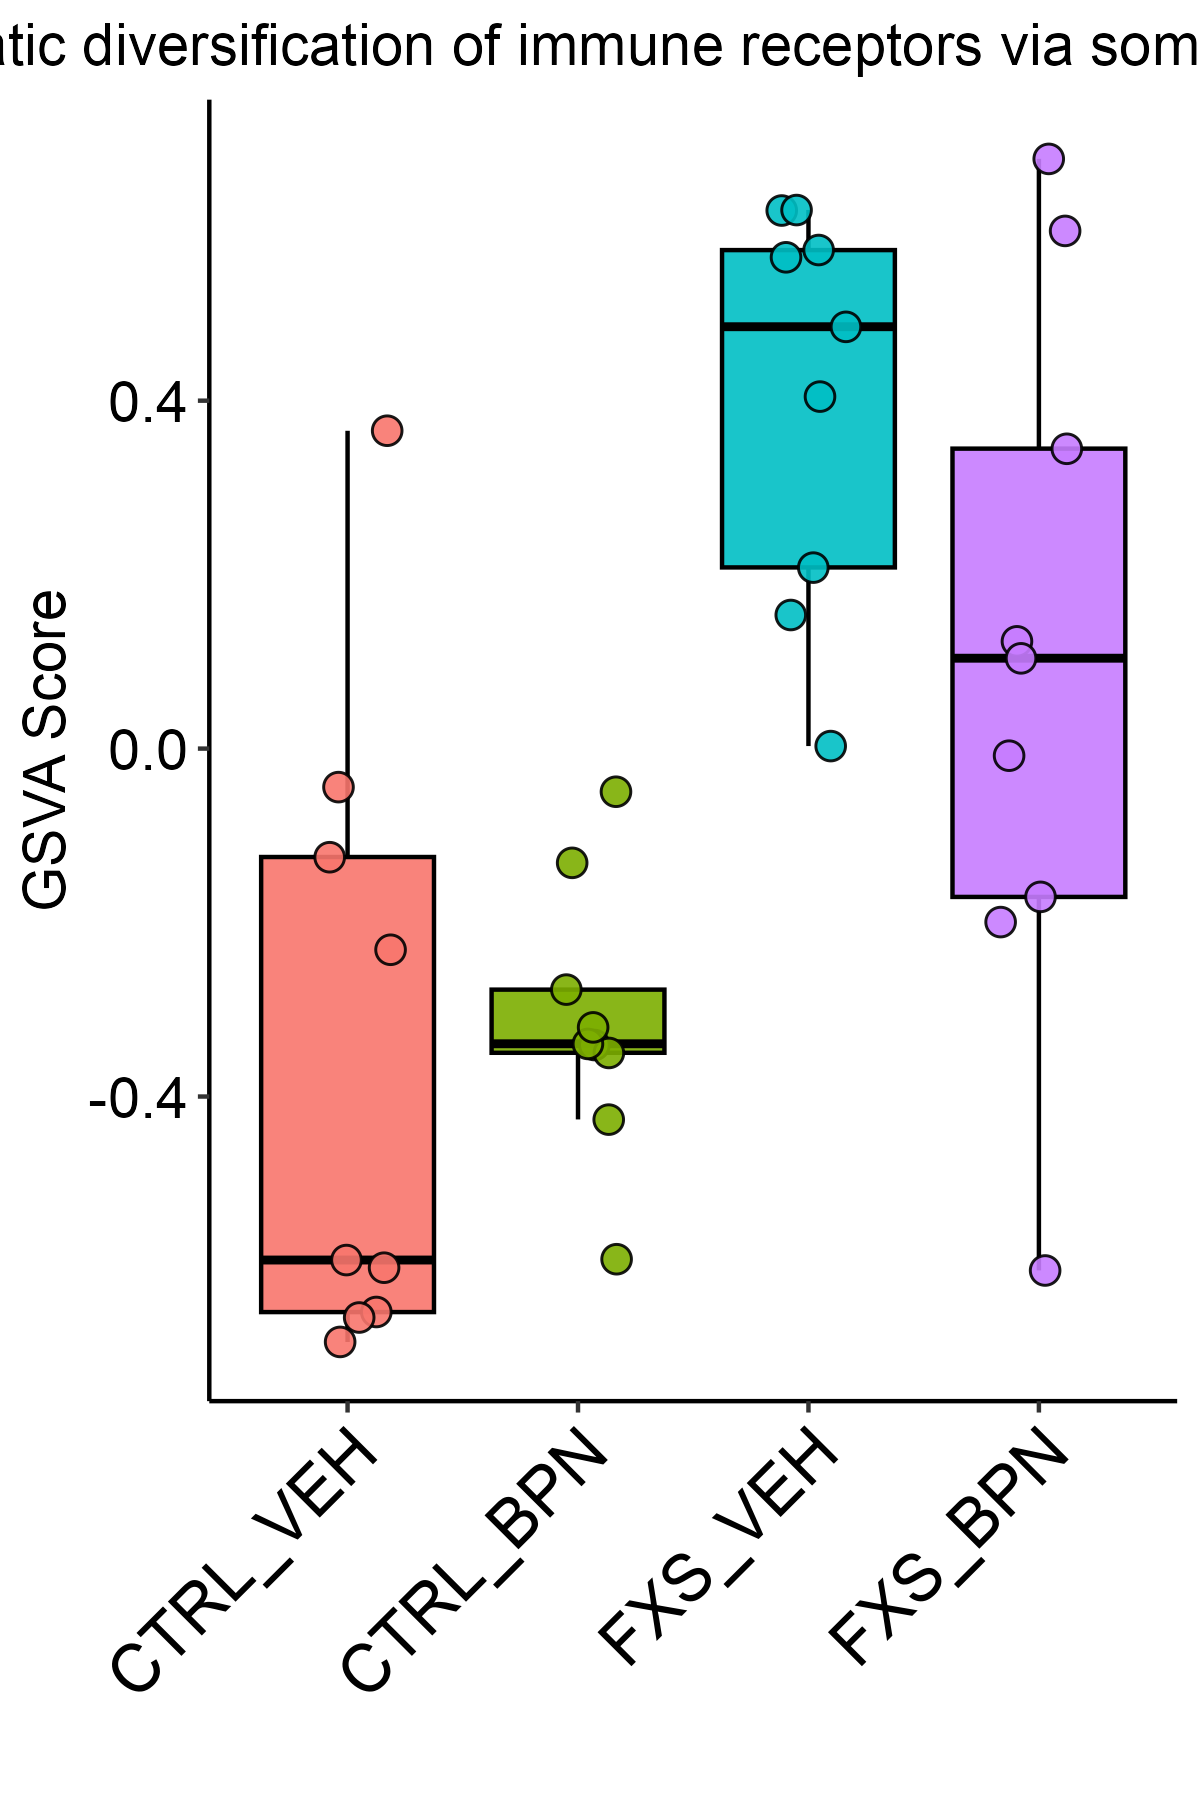 atic diversification of immune receptors via som
GSVA Score
0.4
0.0
-0.4
CTRL_VEH
CTRL_BPN
FXS_VEH
FXS_BPN